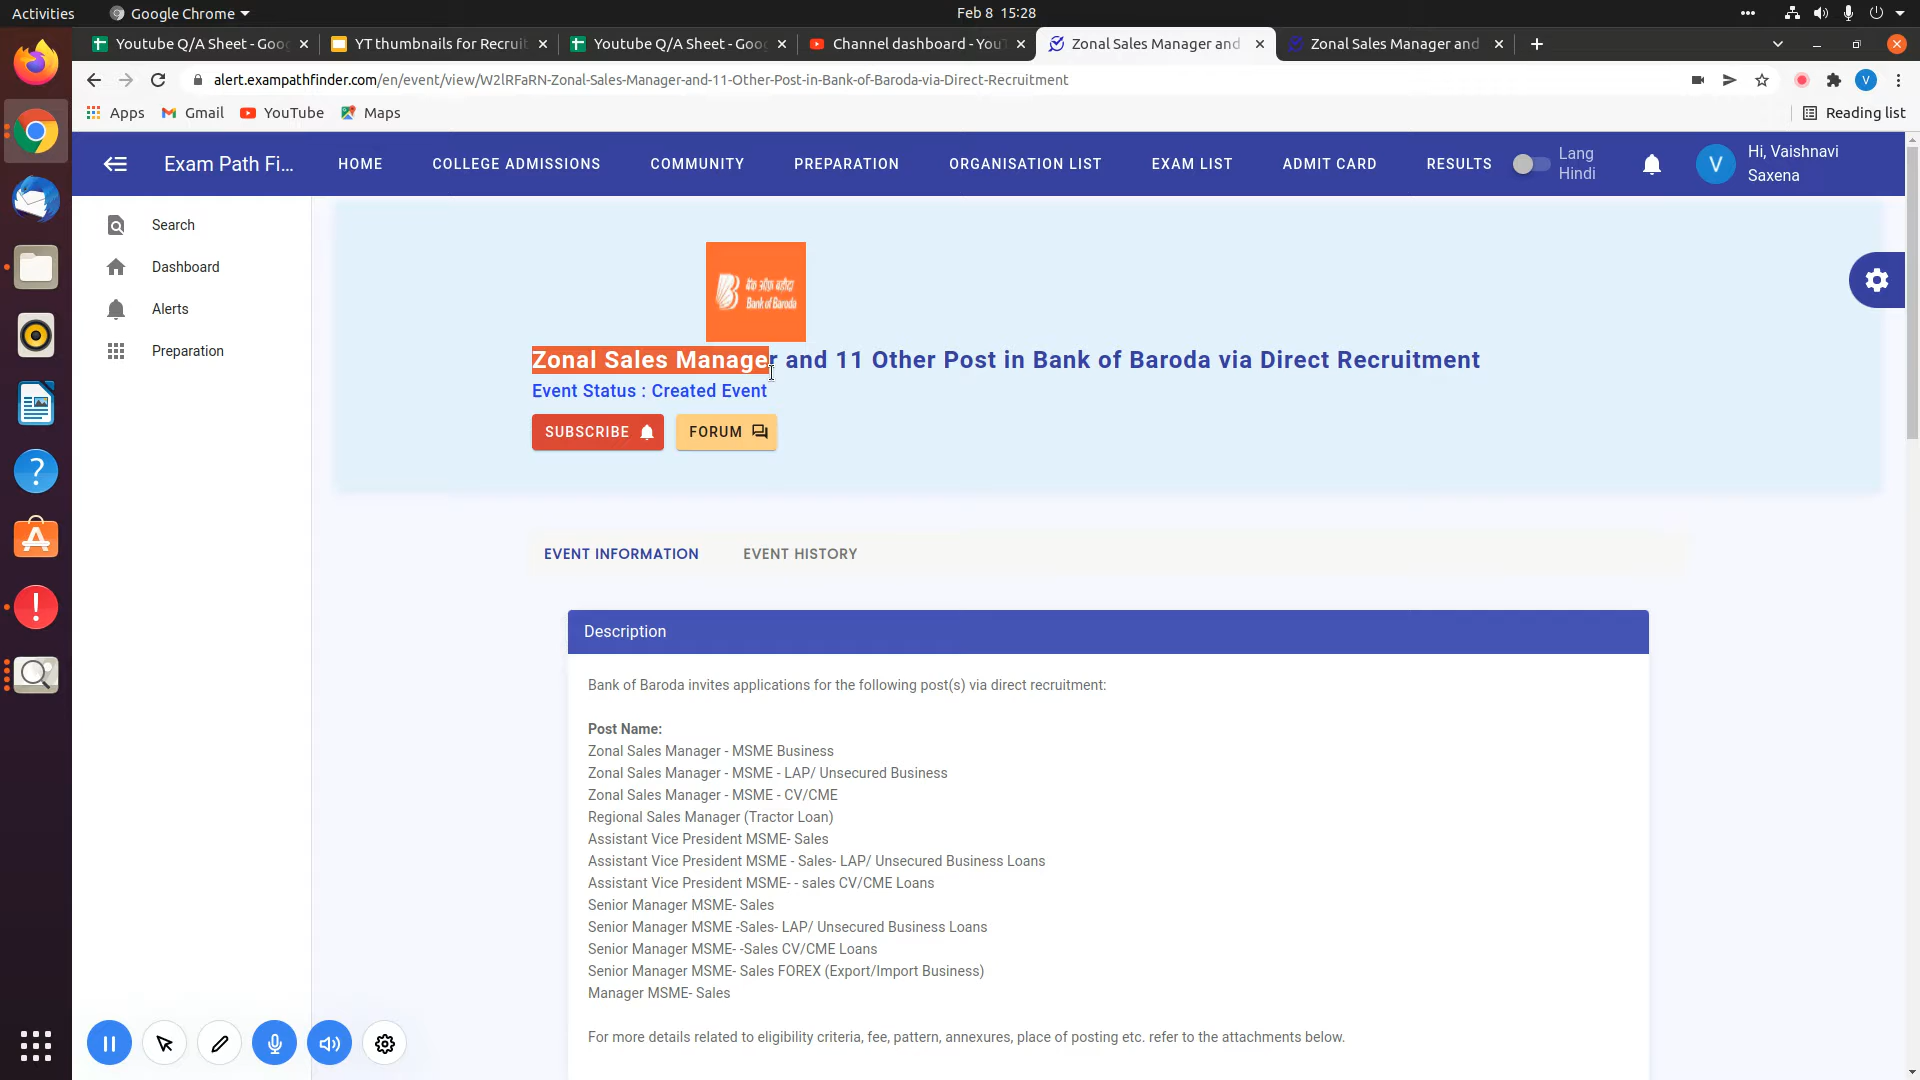 Activities
Google Chrome
Feb 8 15:28
Youtube Q/A Sheet - Goog
YT thumbnails for Recruit
Youtube Q/A Sheet - Goog
Channel dashboard - YouT
Zonal Sales Manager and
Zonal Sales Manager and
alert.exampathfinder.com/en/event/view/W2lRFaRN-Zonal-Sales-Manager-and-11-Other-Post-in-Bank-of-Baroda-via-Direct-Recruitment
V
Apps
Gmail
YouTube
Maps
Reading list
Exam Path Fi...
HOME
COLLEGE ADMISSIONS
COMMUNITY
PREPARATION
ORGANISATION LIST
EXAM LIST
ADMIT CARD
RESULTS
Lang
Hindi
V
Hi, Vaishnavi
Saxena
Search
Dashboard
Alerts
Preparation
बैंक ऑफ़ बड़ौदा
Bank of Baroda
Zonal Sales Manager and 11 Other Post in Bank of Baroda via Direct Recruitment
Event Status : Created Event
SUBSCRIBE
FORUM
EVENT INFORMATION
EVENT HISTORY
Description
Bank of Baroda invites applications for the following post(s) via direct recruitment:
Post Name:
Zonal Sales Manager - MSME Business
Zonal Sales Manager - MSME - LAP/ Unsecured Business
Zonal Sales Manager - MSME - CV/CME
Regional Sales Manager (Tractor Loan)
Assistant Vice President MSME- Sales
Assistant Vice President MSME - Sales- LAP/ Unsecured Business Loans
Assistant Vice President MSME- - sales CV/CME Loans
Senior Manager MSME- Sales
Senior Manager MSME -Sales- LAP/ Unsecured Business Loans
Senior Manager MSME- -Sales CV/CME Loans
Senior Manager MSME- Sales FOREX (Export/Import Business)
Manager MSME- Sales
For more details related to eligibility criteria, fee, pattern, annexures, place of posting etc. refer to the attachments below.